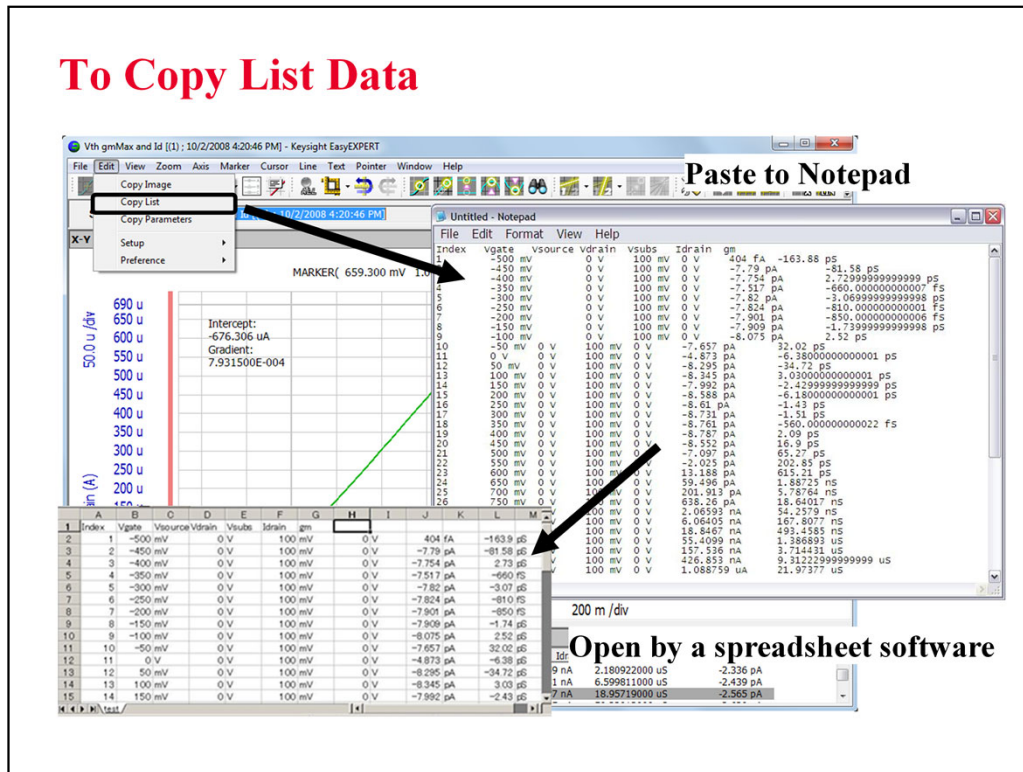 To Copy List Data
Vth gmMax and Id [(1) ; 10/2/2008 4:20:46 PM] - Keysight EasyEXPERT
File Edit View Zoom Axis Marker Cursor Line Text Pointer Window Help
Copy Image
Copy List
Copy Parameters
Setup
Preference
10/2/2008 4:20:46 PM)
X-Y
MARKER( 659.300 mV 1.0
Intercept:
-676.306 uA
Gradient:
7.931500E-004
50.0 u /div
690 u
650 u
600 u
550 u
500 u
450 u
400 u
350 u
300 u
250 u
200 u
Paste to Notepad
Untitled - Notepad
File Edit Format View Help
Index Vgate Vsource Vdrain Vsubs Idrain gm
1 -500 mV 0 V 100 mV 0 V 404 fA -163.88 pS
-450 mV 0 V 100 mV 0 V -7.79 pA -81.58 pS
-400 mV 0 V 100 mV 0 V -7.754 pA 2.72999999999999 pS
4 -350 mV 0 V 100 mV 0 V -7.517 pA -660.000000000007 fS
5 -300 mV 0 V 100 mV 0 V -7.82 pA -3.06999999999998 pS
6 -250 mV 0 V 100 mV 0 V -7.824 pA -810.000000000001 fS
7 -200 mV 0 V 100 mV 0 V -7.901 pA -850.000000000006 fS
8 -150 mV 0 V 100 mV 0 V -7.909 pA -1.73999999999998 pS
9 -100 mV 0 V 100 mV 0 V -8.075 pA 2.52 pS
10 -50 mV 0 V 100 mV 0 V -7.657 pA 32.02 pS
11 0 V 0 V 100 mV 0 V -4.873 pA -6.38000000000001 pS
12 50 mV 0 V 100 mV 0 V -8.295 pA -34.72 pS
13 100 mV 0 V 100 mV 0 V -8.345 pA 3.03000000000001 pS
14 150 mV 0 V 100 mV 0 V -7.992 pA -2.42999999999999 pS
15 200 mV 0 V 100 mV 0 V -8.588 pA -6.18000000000001 pS
16 250 mV 0 V 100 mV 0 V -8.61 pA -1.43 pS
17 300 mV 0 V 100 mV 0 V -8.731 pA -1.51 pS
18 350 mV 0 V 100 mV 0 V -8.761 pA -560.000000000022 fS
19 400 mV 0 V 100 mV 0 V -8.787 pA 2.09 pS
20 450 mV 0 V 100 mV 0 V -8.552 pA 16.9 pS
21 500 mV 0 V 100 mV 0 V -7.097 pA 65.27 pS
22 550 mV 0 V 100 mV 0 V -2.025 pA 202.85 pS
23 600 mV 0 V 100 mV 0 V 13.188 pA 615.21 pS
24 650 mV 0 V 100 mV 0 V 59.496 pA 1.88725 nS
25 700 mV 0 V 100 mV 0 V 201.913 pA 5.78764 nS
750 mV 0 V 100 mV 0 V 638.26 pA 18.64017 nS
100 mV 0 V 2.06593 nA 54.2579 nS
100 mV 0 V 6.06405 nA 167.8077 nS
100 mV 0 V 18.8467 nA 493.4585 nS
100 mV 0 V 55.4099 nA 1.386893 uS
100 mV 0 V 157.536 nA 3.714431 uS
100 mV 0 V 426.853 nA 9.31222999999999 uS
100 mV 0 V 1.088759 uA 21.97377 uS
A B C D E F G H I J K L M
1 Index Vgate Vsource Vdrain Vsubs Idrain gm
2 1 -500 mV 0 V 100 mV 0 V 404 fA -163.9 pS
3 2 -450 mV 0 V 100 mV 0 V -7.79 pA -81.58 pS
4 3 -400 mV 0 V 100 mV 0 V -7.754 pA 2.73 pS
5 4 -350 mV 0 V 100 mV 0 V -7.517 pA -660 fS
6 5 -300 mV 0 V 100 mV 0 V -7.82 pA -3.07 pS
7 6 -250 mV 0 V 100 mV 0 V -7.824 pA -810 fS
8 7 -200 mV 0 V 100 mV 0 V -7.901 pA -850 fS
9 8 -150 mV 0 V 100 mV 0 V -7.909 pA -1.74 pS
10 9 -100 mV 0 V 100 mV 0 V -8.075 pA 2.52 pS
11 10 -50 mV 0 V 100 mV 0 V -7.657 pA 32.02 pS
12 11 0 V 0 V 100 mV 0 V -4.873 pA -6.38 pS
13 12 50 mV 0 V 100 mV 0 V -8.295 pA -34.72 pS
14 13 100 mV 0 V 100 mV 0 V -8.345 pA 3.03 pS
15 14 150 mV 0 V 100 mV 0 V -7.992 pA -2.43 pS
test
200 m /div
Open by a spreadsheet software
9 nA 2.180922000 uS -2.336 pA
1 nA 6.599811000 uS -2.439 pA
7 nA 18.95719000 uS -2.565 pA